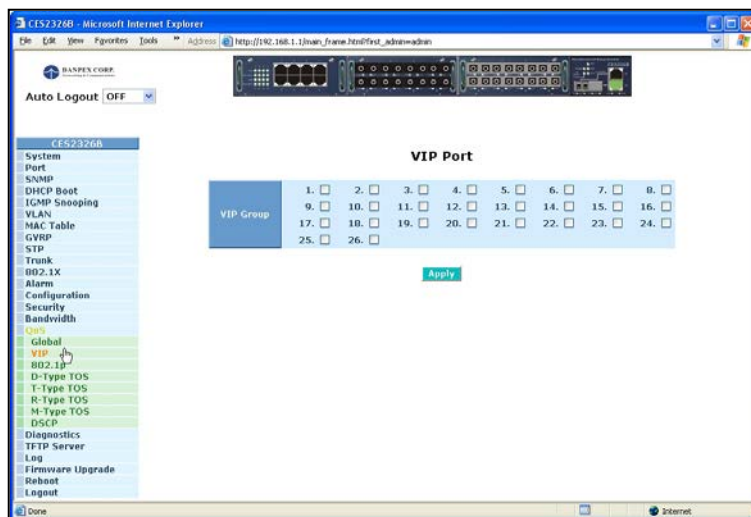 CES2326B - Microsoft Internet Explorer
File Edit View Favorites Tools » Address http://192.168.1.1/main_frame.html?first_admin=admin
DANPEX CORP.
Auto Logout OFF
CES2326B
System
Port
SNMP
DHCP Boot
IGMP Snooping
VLAN
MAC Table
GVRP
STP
Trunk
802.1X
Alarm
Configuration
Security
Bandwidth
QoS
Global
VIP
802.1p
D-Type TOS
T-Type TOS
R-Type TOS
M-Type TOS
DSCP
Diagnostics
TFTP Server
Log
Firmware Upgrade
Reboot
Logout
VIP Port
VIP Group
1. 2. 3. 4. 5. 6. 7. 8.
9. 10. 11. 12. 13. 14. 15. 16.
17. 18. 19. 20. 21. 22. 23. 24.
25. 26.
Apply
Done Internet